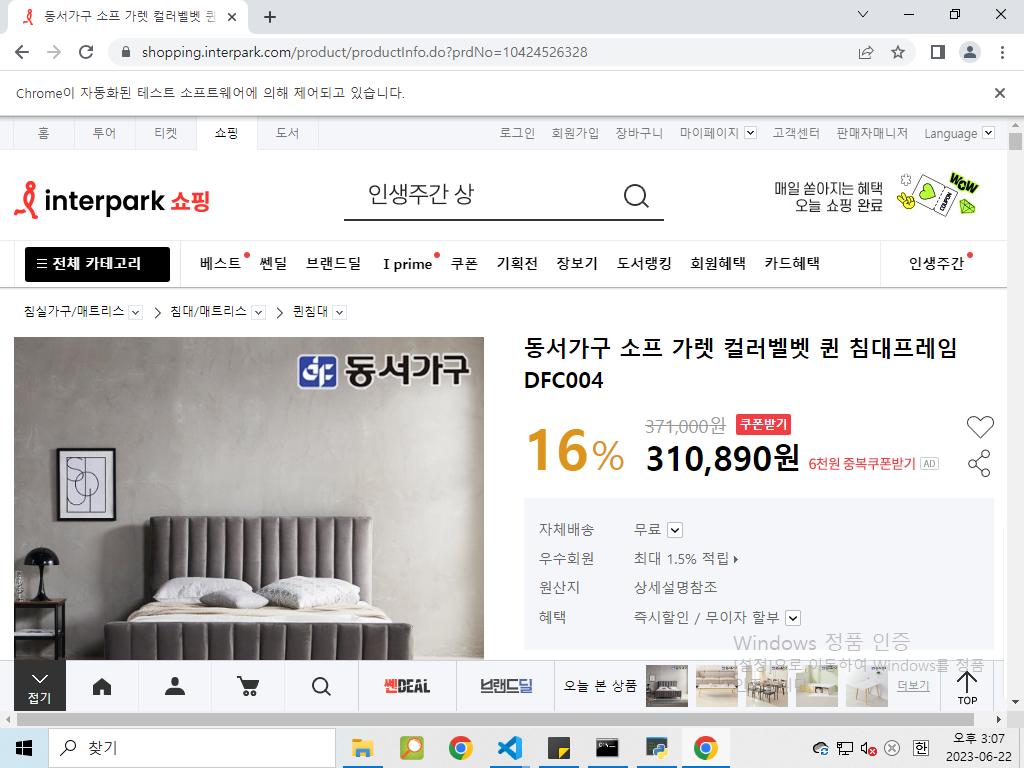 동서가구 소프 가렛 컬러벨벳 퀸
shopping.interpark.com/product/productInfo.do?prdNo=10424526328
Chrome이 자동화된 테스트 소프트웨어에 의해 제어되고 있습니다.
홈 투어 티켓 쇼핑 도서 로그인 회원가입 장바구니 마이페이지 고객센터 판매자매니저 Language
interpark 쇼핑 인생주간 상 매일 쏟아지는 혜택
오늘 쇼핑 완료
WOW
COUPON
전체 카테고리 베스트 쎈딜 브랜드딜 I prime 쿠폰 기획전 장보기 도서랭킹 회원혜택 카드혜택 인생주간
침실가구/매트리스 침대/매트리스 퀸침대
동서가구
동서가구 소프 가렛 컬러벨벳 퀸 침대프레임
DFC004
16% 371,000원 쿠폰받기
310,890원 6천원 중복쿠폰받기 AD
자체배송 무료
우수회원 최대 1.5% 적립
원산지 상세설명참조
혜택 즉시할인 / 무이자 할부
Windows 정품 인증
[설정]으로 이동하여 Windows를 정품
접기 쎈DEAL 브랜드딜 오늘 본 상품 더보기 TOP
찾기 한 오후 3:07
2023-06-22